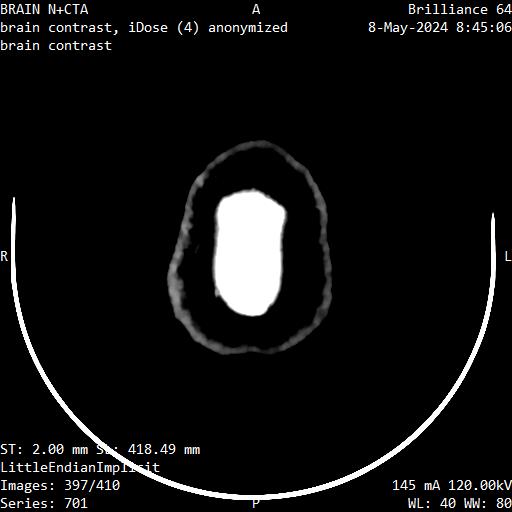 BRAIN N+CTA
A
Brilliance 64
brain contrast, iDose (4) anonymized
8-May-2024 8:45:06
brain contrast
R
L
ST: 2.00 mm SL: 418.49 mm
LittleEndianImplicit
Images: 397/410
145 mA 120.00kV
Series: 701
P
WL: 40 WW: 80